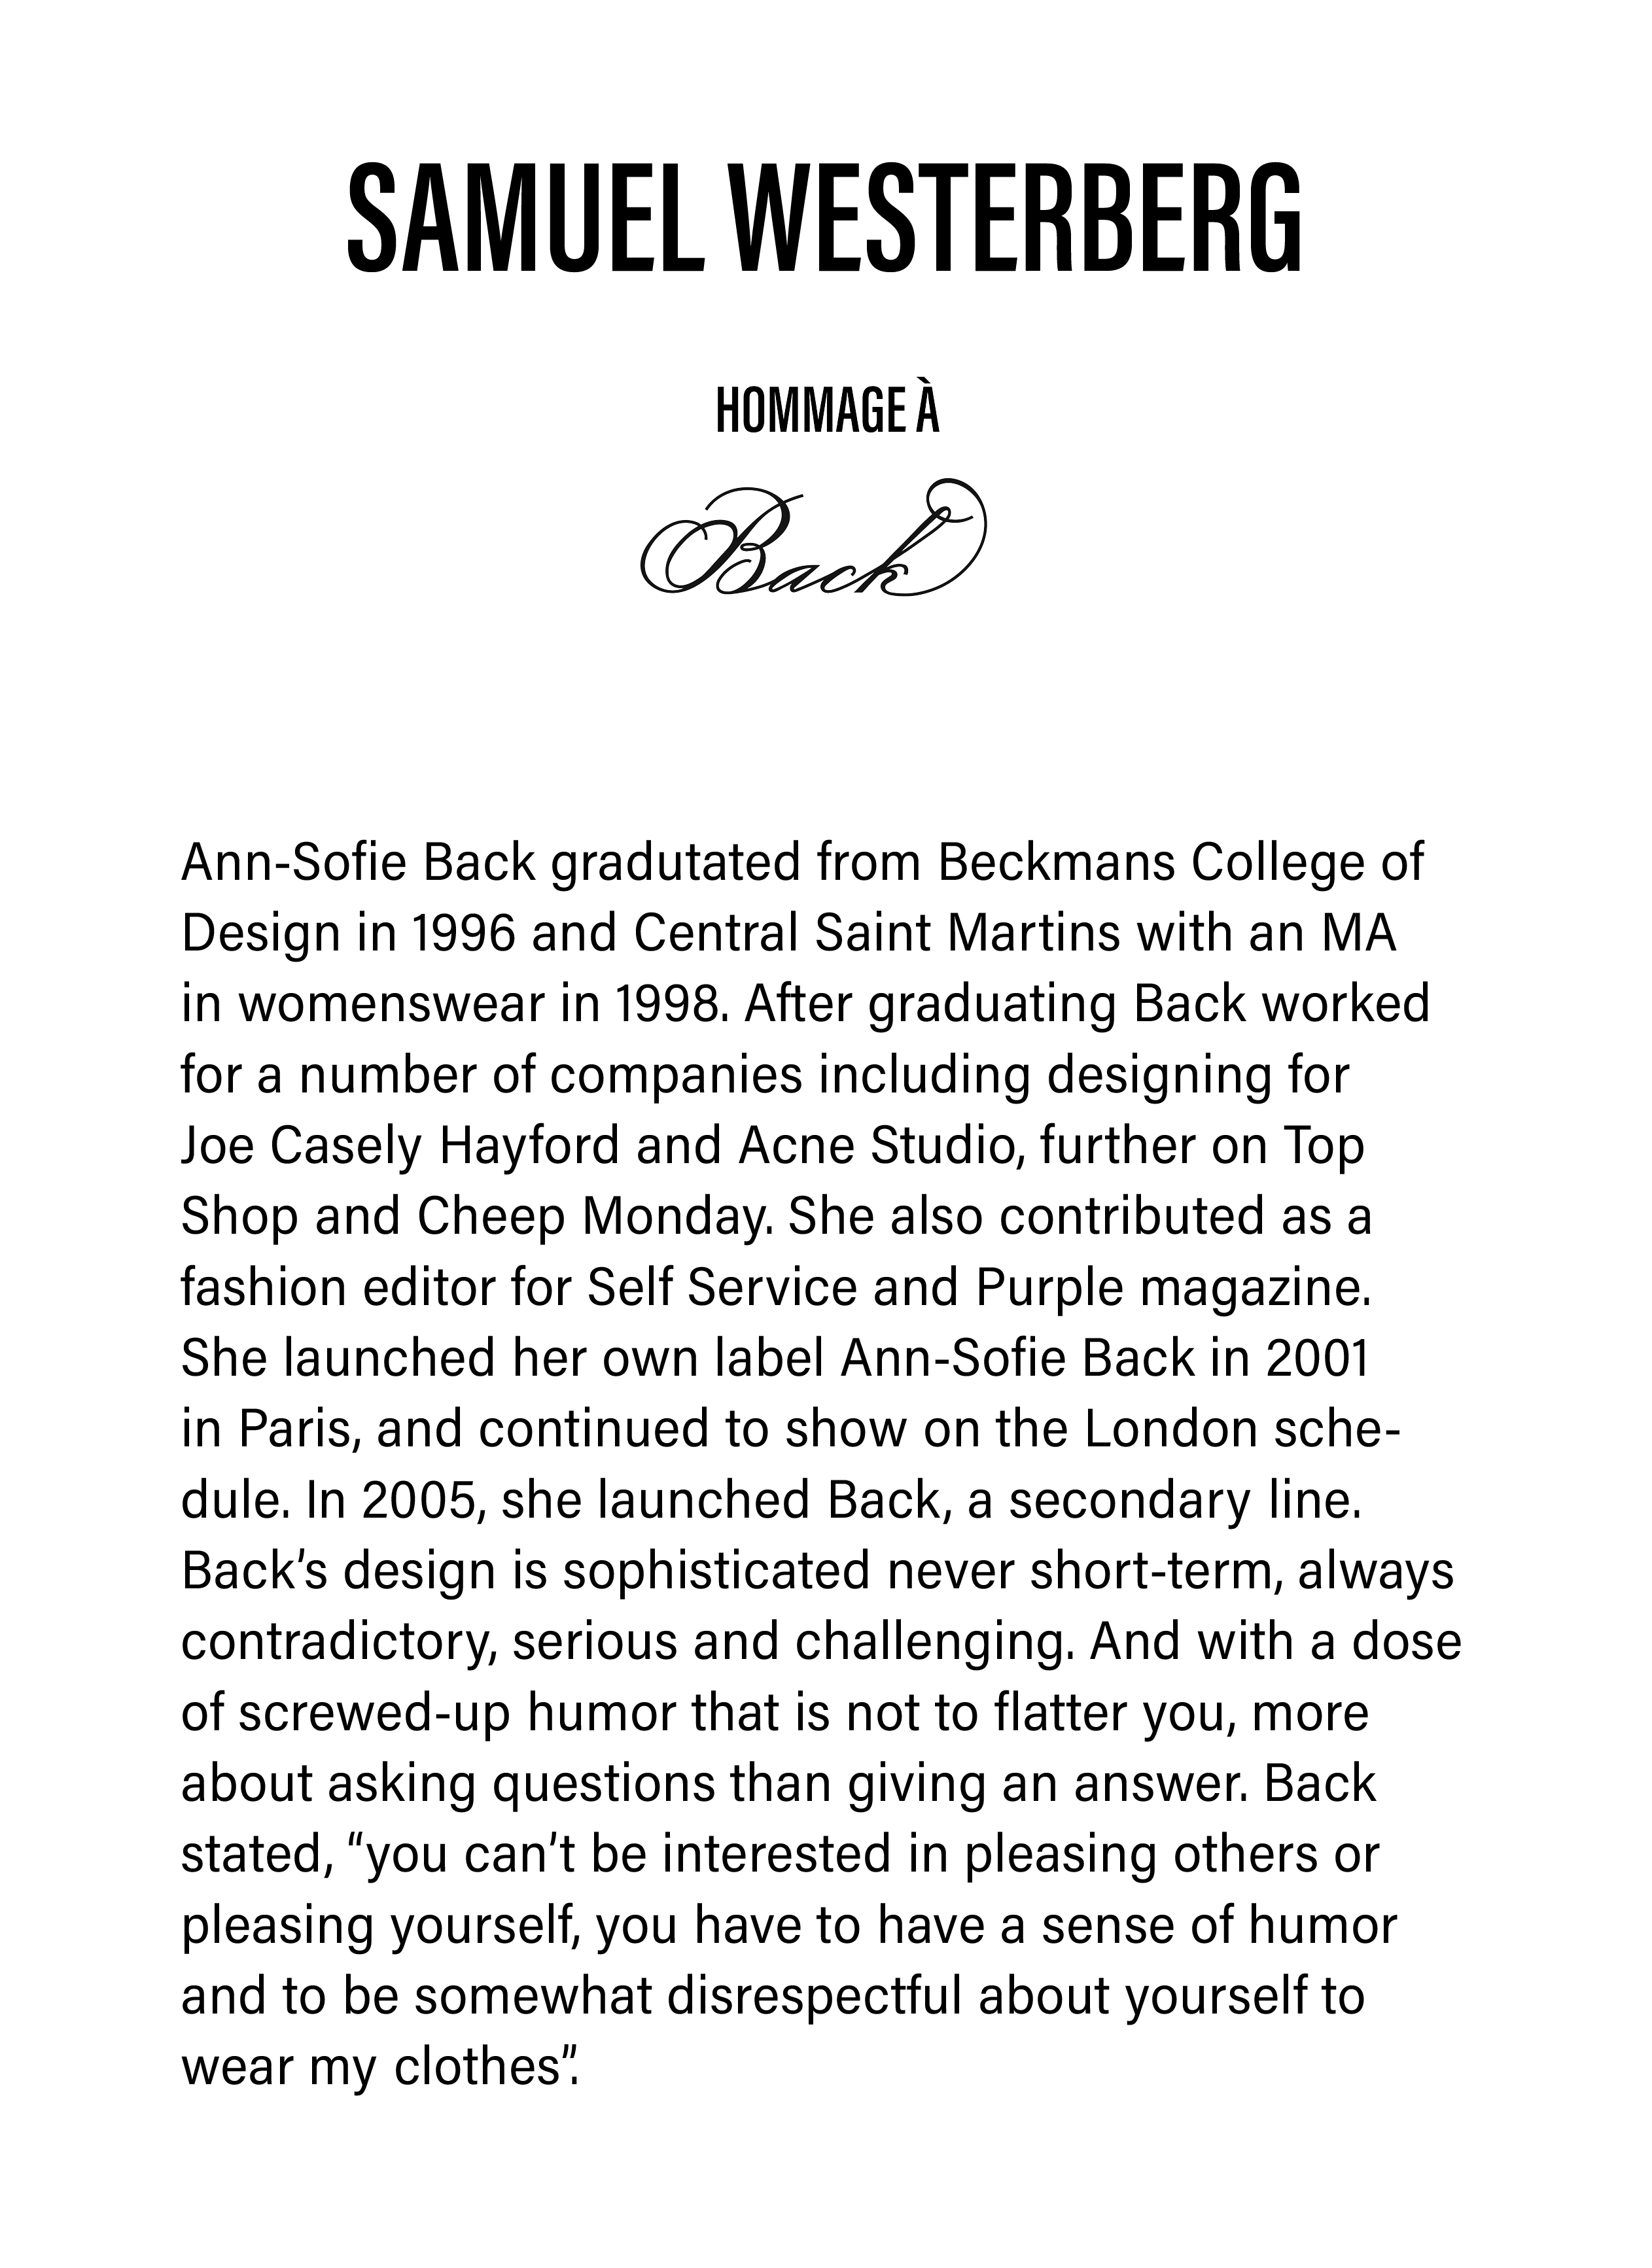 SAMUEL WESTERBERG
HOMMAGE À
Back
Ann-Sofie Back gradutated from Beckmans College of
Design in 1996 and Central Saint Martins with an MA
in womenswear in 1998. After graduating Back worked
for a number of companies including designing for
Joe Casely Hayford and Acne Studio, further on Top
Shop and Cheep Monday. She also contributed as a
fashion editor for Self Service and Purple magazine.
She launched her own label Ann-Sofie Back in 2001
in Paris, and continued to show on the London sche-
dule. In 2005, she launched Back, a secondary line.
Back’s design is sophisticated never short-term, always
contradictory, serious and challenging. And with a dose
of screwed-up humor that is not to flatter you, more
about asking questions than giving an answer. Back
stated, “you can’t be interested in pleasing others or
pleasing yourself, you have to have a sense of humor
and to be somewhat disrespectful about yourself to
wear my clothes”.